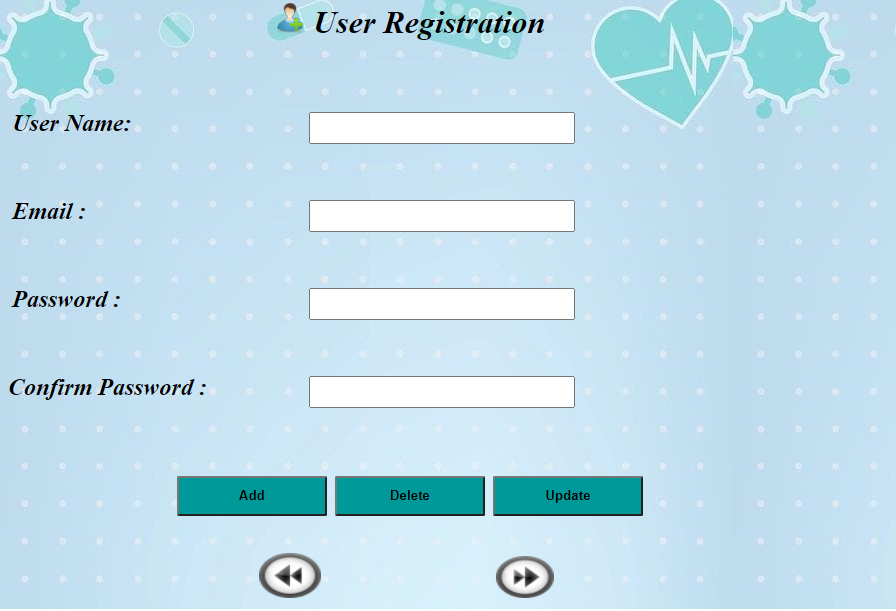 User Registration
User Name:
Email :
Password :
Confirm Password :
Add Delete Update